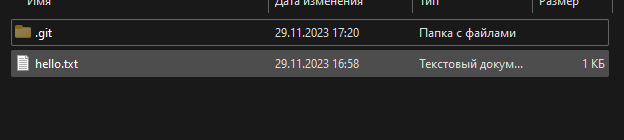 Имя Дата изменения Тип Размер
.git 29.11.2023 17:20 Папка с файлами
hello.txt 29.11.2023 16:58 Текстовый докум... 1 КБ